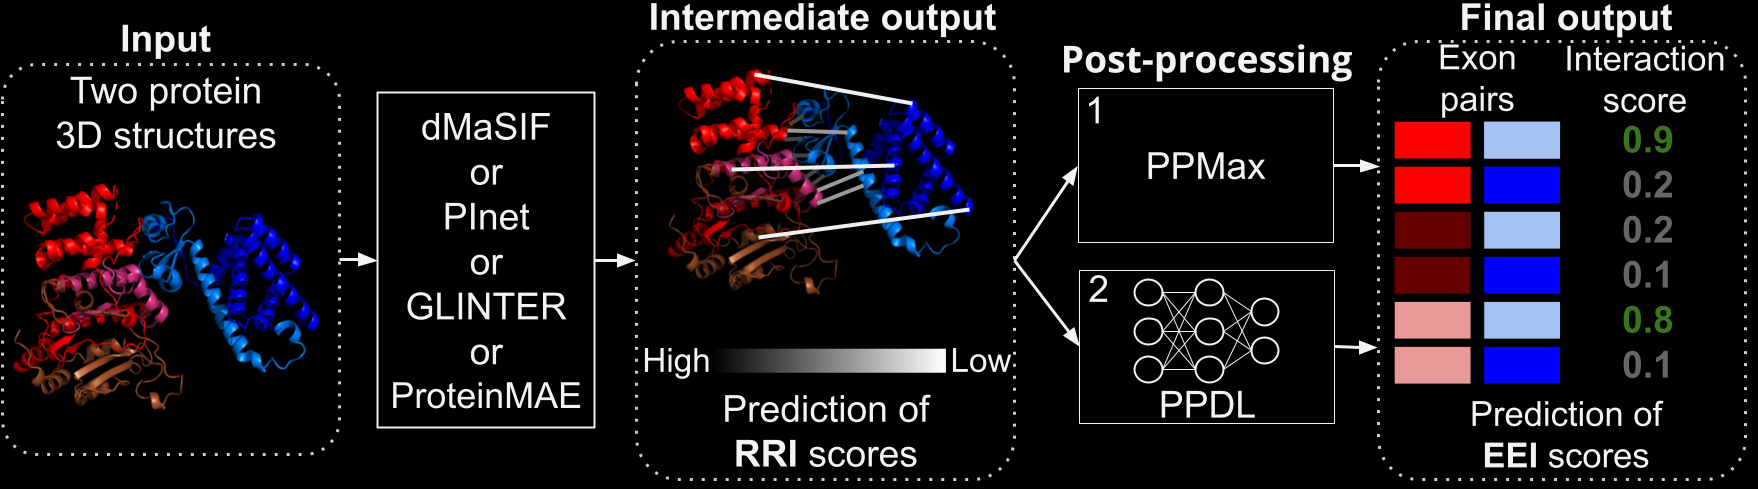 Input
Two protein
3D structures
dMaSIF
or
PInet
or
GLINTER
or
ProteinMAE
Intermediate output
High
Low
Prediction of
RRI scores
Post-processing
1
PPMax
2
PPDL
Final output
Exon
pairs
Interaction
score
0.9
0.2
0.2
0.1
0.8
0.1
Prediction of
EEI scores